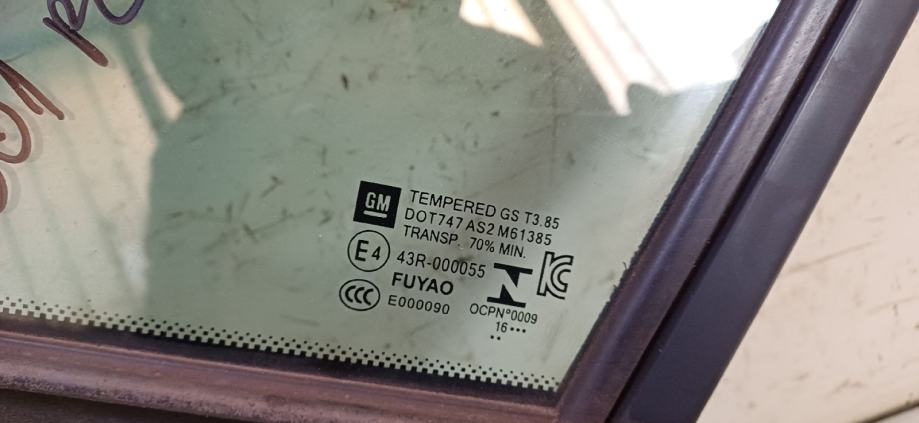 GM
TEMPERED GS T3.85
DOT747 AS2 M61385
TRANSP. 70% MIN.
E4
43R-000055
FUYAO
CCC
E000090
OCPN°0009
16•••
••